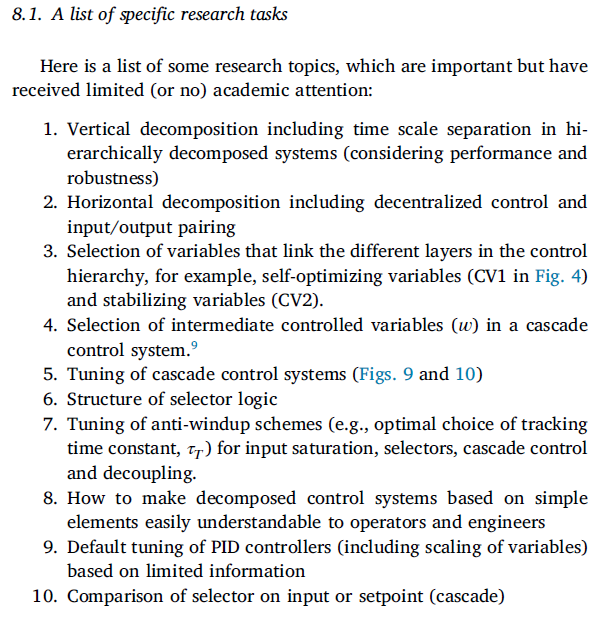 8.1. A list of specific research tasks
Here is a list of some research topics, which are important but have
received limited (or no) academic attention:
1. Vertical decomposition including time scale separation in hi-
erarchically decomposed systems (considering performance and
robustness)
2. Horizontal decomposition including decentralized control and
input/output pairing
3. Selection of variables that link the different layers in the control
hierarchy, for example, self-optimizing variables (CV1 in Fig. 4)
and stabilizing variables (CV2).
4. Selection of intermediate controlled variables (w) in a cascade
control system.⁹
5. Tuning of cascade control systems (Figs. 9 and 10)
6. Structure of selector logic
7. Tuning of anti-windup schemes (e.g., optimal choice of tracking
time constant, τ_T) for input saturation, selectors, cascade control
and decoupling.
8. How to make decomposed control systems based on simple
elements easily understandable to operators and engineers
9. Default tuning of PID controllers (including scaling of variables)
based on limited information
10. Comparison of selector on input or setpoint (cascade)